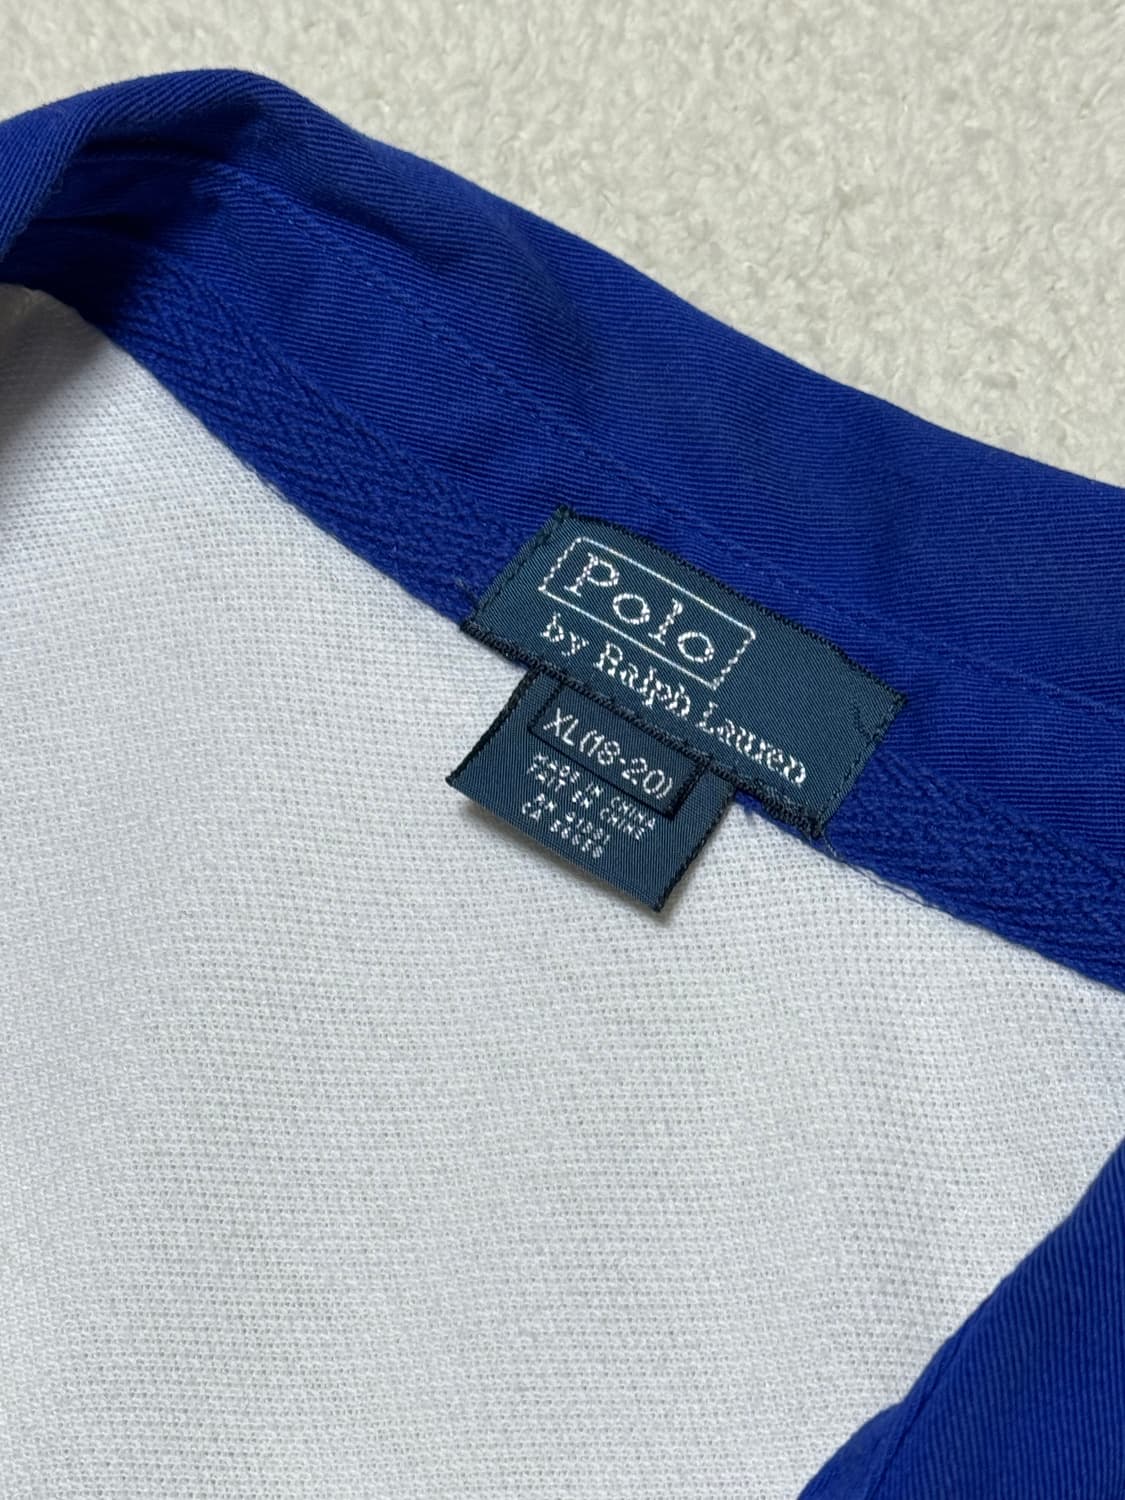 Polo
by Ralph Lauren
XL(18-20)
MADE IN CHINA
FAIT EN CHINE